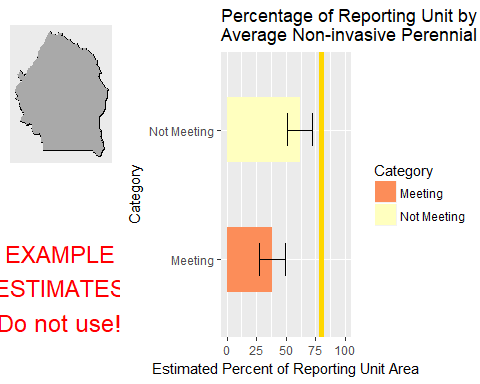 Percentage of Reporting Unit by
Average Non-invasive Perennial
Category
Not Meeting
Meeting
0 25 50 75 100
Estimated Percent of Reporting Unit Area
Category
Meeting
Not Meeting
EXAMPLE
ESTIMATES
Do not use!